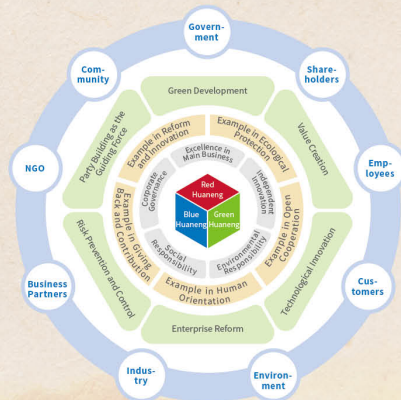 Govern-
ment
Share-
holders
Emp-
loyees
Cus-
tomers
Environ-
ment
Indus-
try
Business
Partners
NGO
Com-
munity
Green Development
Value Creation
Technological Innovation
Enterprise Reform
Risk Prevention and Control
Party Building as the
Guiding Force
Example in Reform
and Innovation
Example in Ecological
Protection
Example in Open
Cooperation
Example in Human
Orientation
Example in Giving
Back and Contribution
Excellence in
Main Business
Independent
Innovation
Environmental
Responsibility
Social
Responsibility
Corporate
Governance
Red
Huaneng
Blue
Huaneng
Green
Huaneng